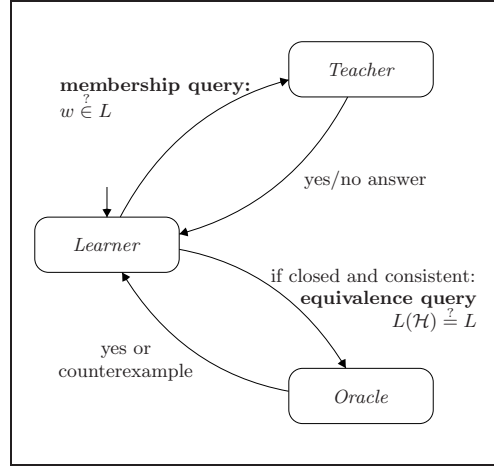 Teacher
membership query:
w ?∈ L
yes/no answer
Learner
if closed and consistent:
equivalence query
L(ℋ) ?= L
yes or
counterexample
Oracle